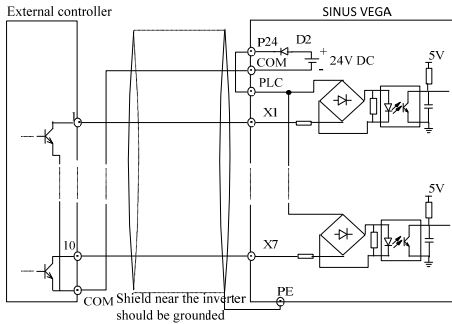 External controller
SINUS VEGA
P24
D2
+
COM
24V DC
-
5V
PLC
1
X1
5V
10
X7
COM
Shield near the inverter
should be grounded
PE